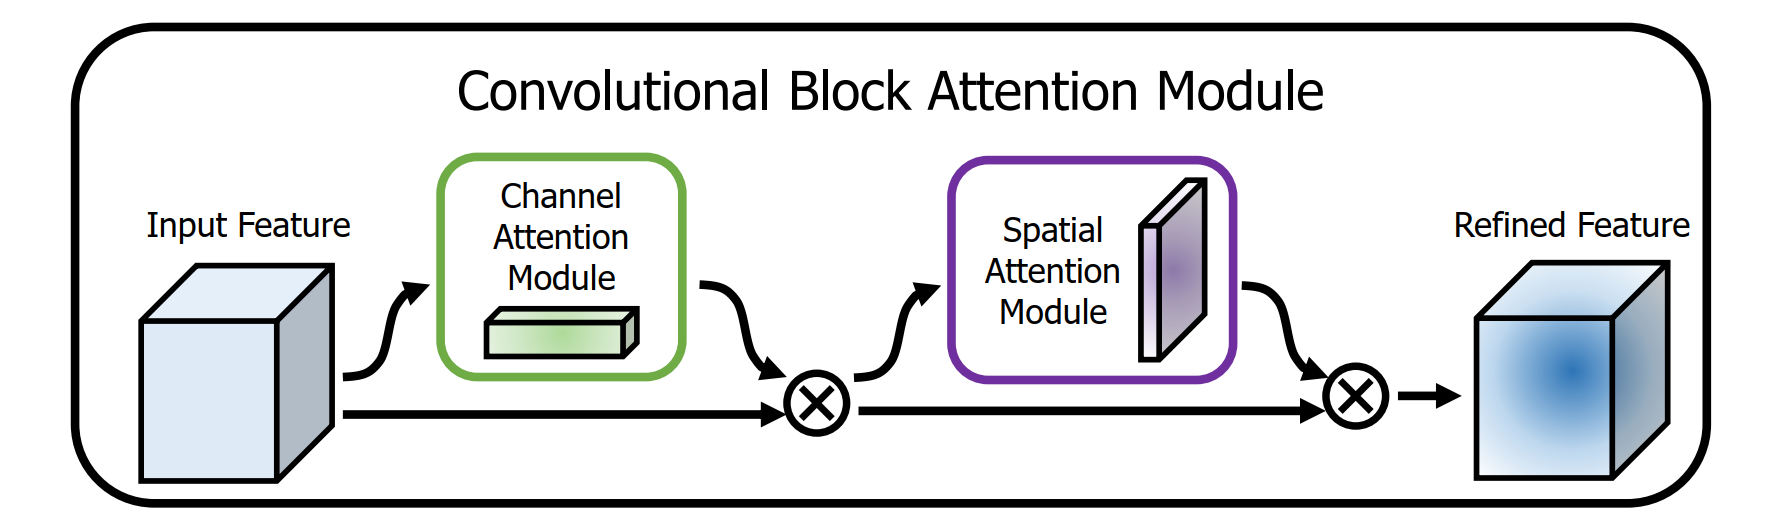 Convolutional Block Attention Module
Input Feature
Channel
Attention
Module
Spatial
Attention
Module
Refined Feature